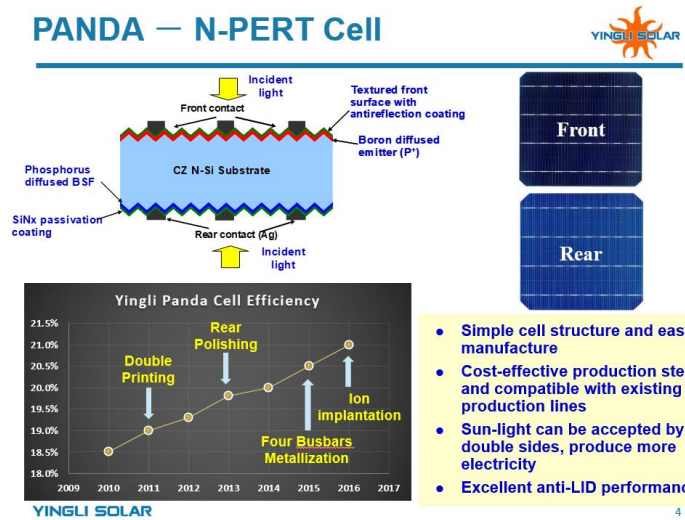 PANDA — N-PERT Cell
YINGLI SOLAR
Incident
light
Front contact
Textured front
surface with
antireflection coating
Boron diffused
emitter (P+)
CZ N-Si Substrate
Phosphorus
diffused BSF
SiNx passivation
coating
Rear contact (Ag)
Incident
light
Front
Rear
Yingli Panda Cell Efficiency
21.5%
21.0%
20.5%
20.0%
19.5%
19.0%
18.5%
18.0%
Double
Printing
Rear
Polishing
Four Busbars
Metallization
Ion
implantation
2009 2010 2011 2012 2013 2014 2015 2016 2017
● Simple cell structure and eas
manufacture
● Cost-effective production ste
and compatible with existing
production lines
● Sun-light can be accepted by
double sides, produce more
electricity
● Excellent anti-LID performanc
YINGLI SOLAR
4